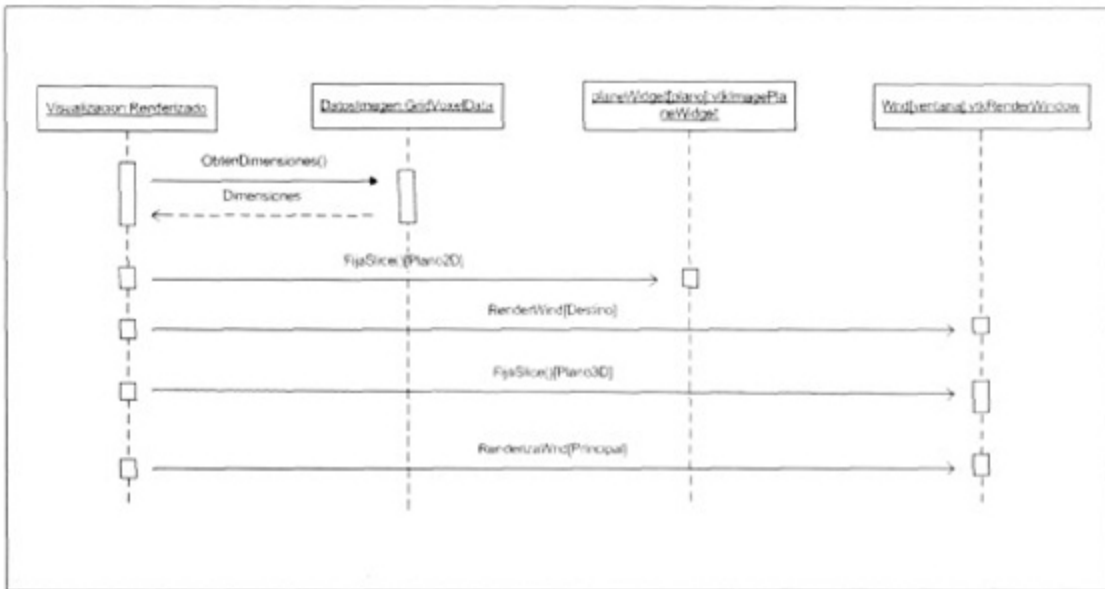 Visualizacion:Renderizado
DatosImagen:GridVoxelData
planeWidget[plano]:vtkImagePla
neWidget
Wind[ventana]:vtkRenderWindow
ObtenDimensiones()
Dimensiones
FijaSlice()[Plano2D]
RenderWind[Destino]
FijaSlice()[Plano3D]
RenderizaWind[Principal]